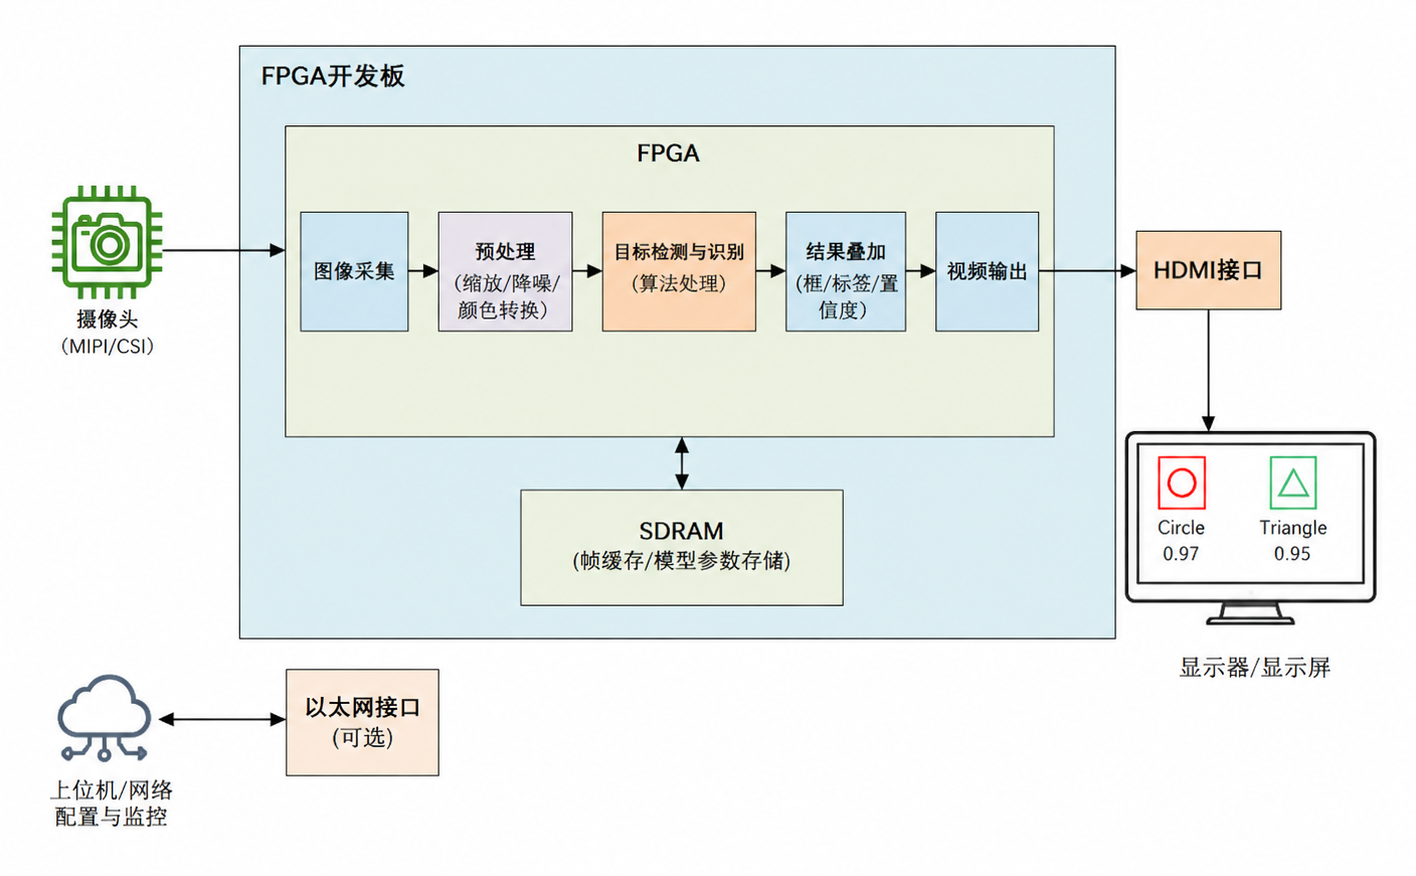 FPGA开发板
FPGA
图像采集
预处理
(缩放/降噪/
颜色转换）
目标检测与识别
(算法处理)
结果叠加
(框/标签/置
信度）
视频输出
HDMI接口
摄像头
（MIPI/CSI）
SDRAM
(帧缓存/模型参数存储)
Circle
0.97
Triangle
0.95
显示器/显示屏
以太网接口
(可选)
上位机/网络
配置与监控